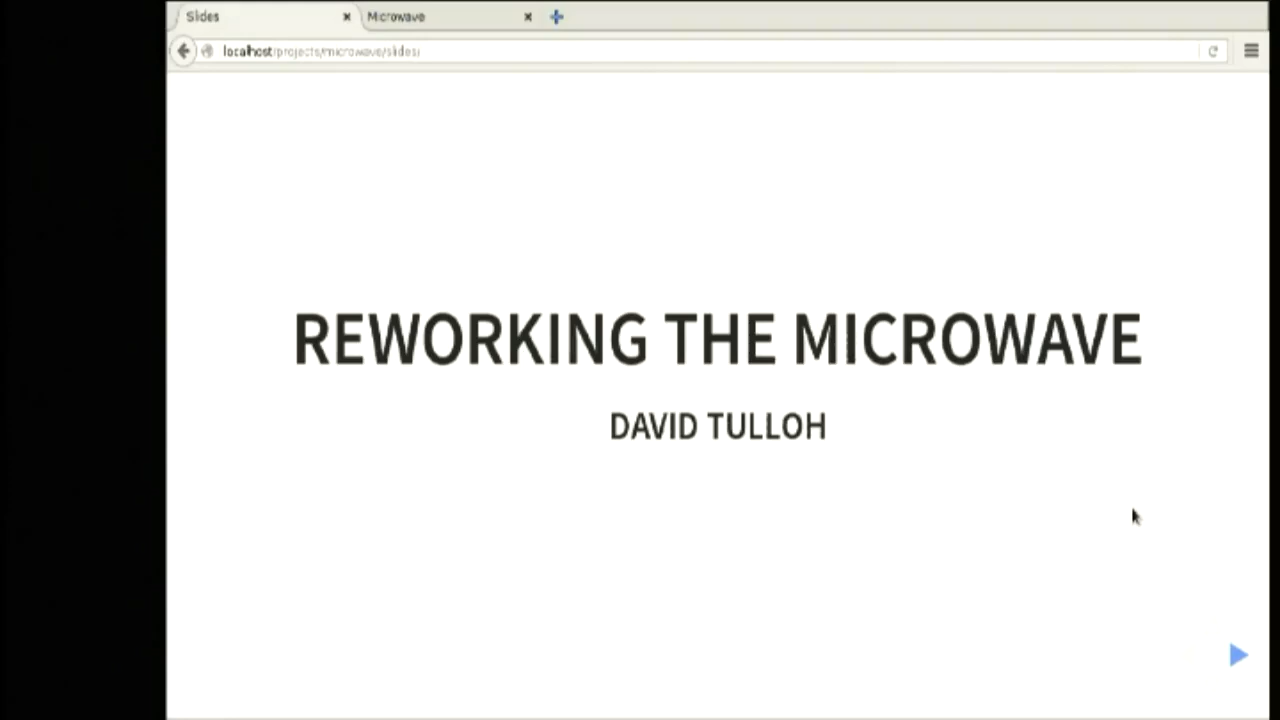 Slides
Microwave
localhost/projects/microwave/slides/
REWORKING THE MICROWAVE
DAVID TULLOH